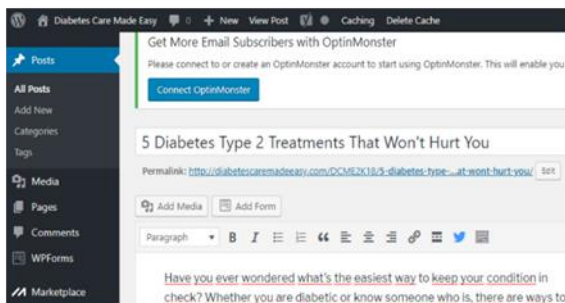 Diabetes Care Made Easy 0 + New View Post Caching Delete Cache
Get More Email Subscribers with OptinMonster
Posts
Please connect to or create an OptinMonster account to start using OptinMonster. This will enable you
All Posts
Connect OptinMonster
Add New
Categories
5 Diabetes Type 2 Treatments That Won't Hurt You
Tags
Permalink: http://diabetescaremadeeasy.com/DCME2K18/5-diabetes-type-...at-wont-hurt-you/ Edit
Media
Pages
Add Media Add Form
Comments
Paragraph B I
WPForms
Have you ever wondered what's the easiest way to keep your condition in
Marketplace
check? Whether you are diabetic or know someone who is, there are ways to